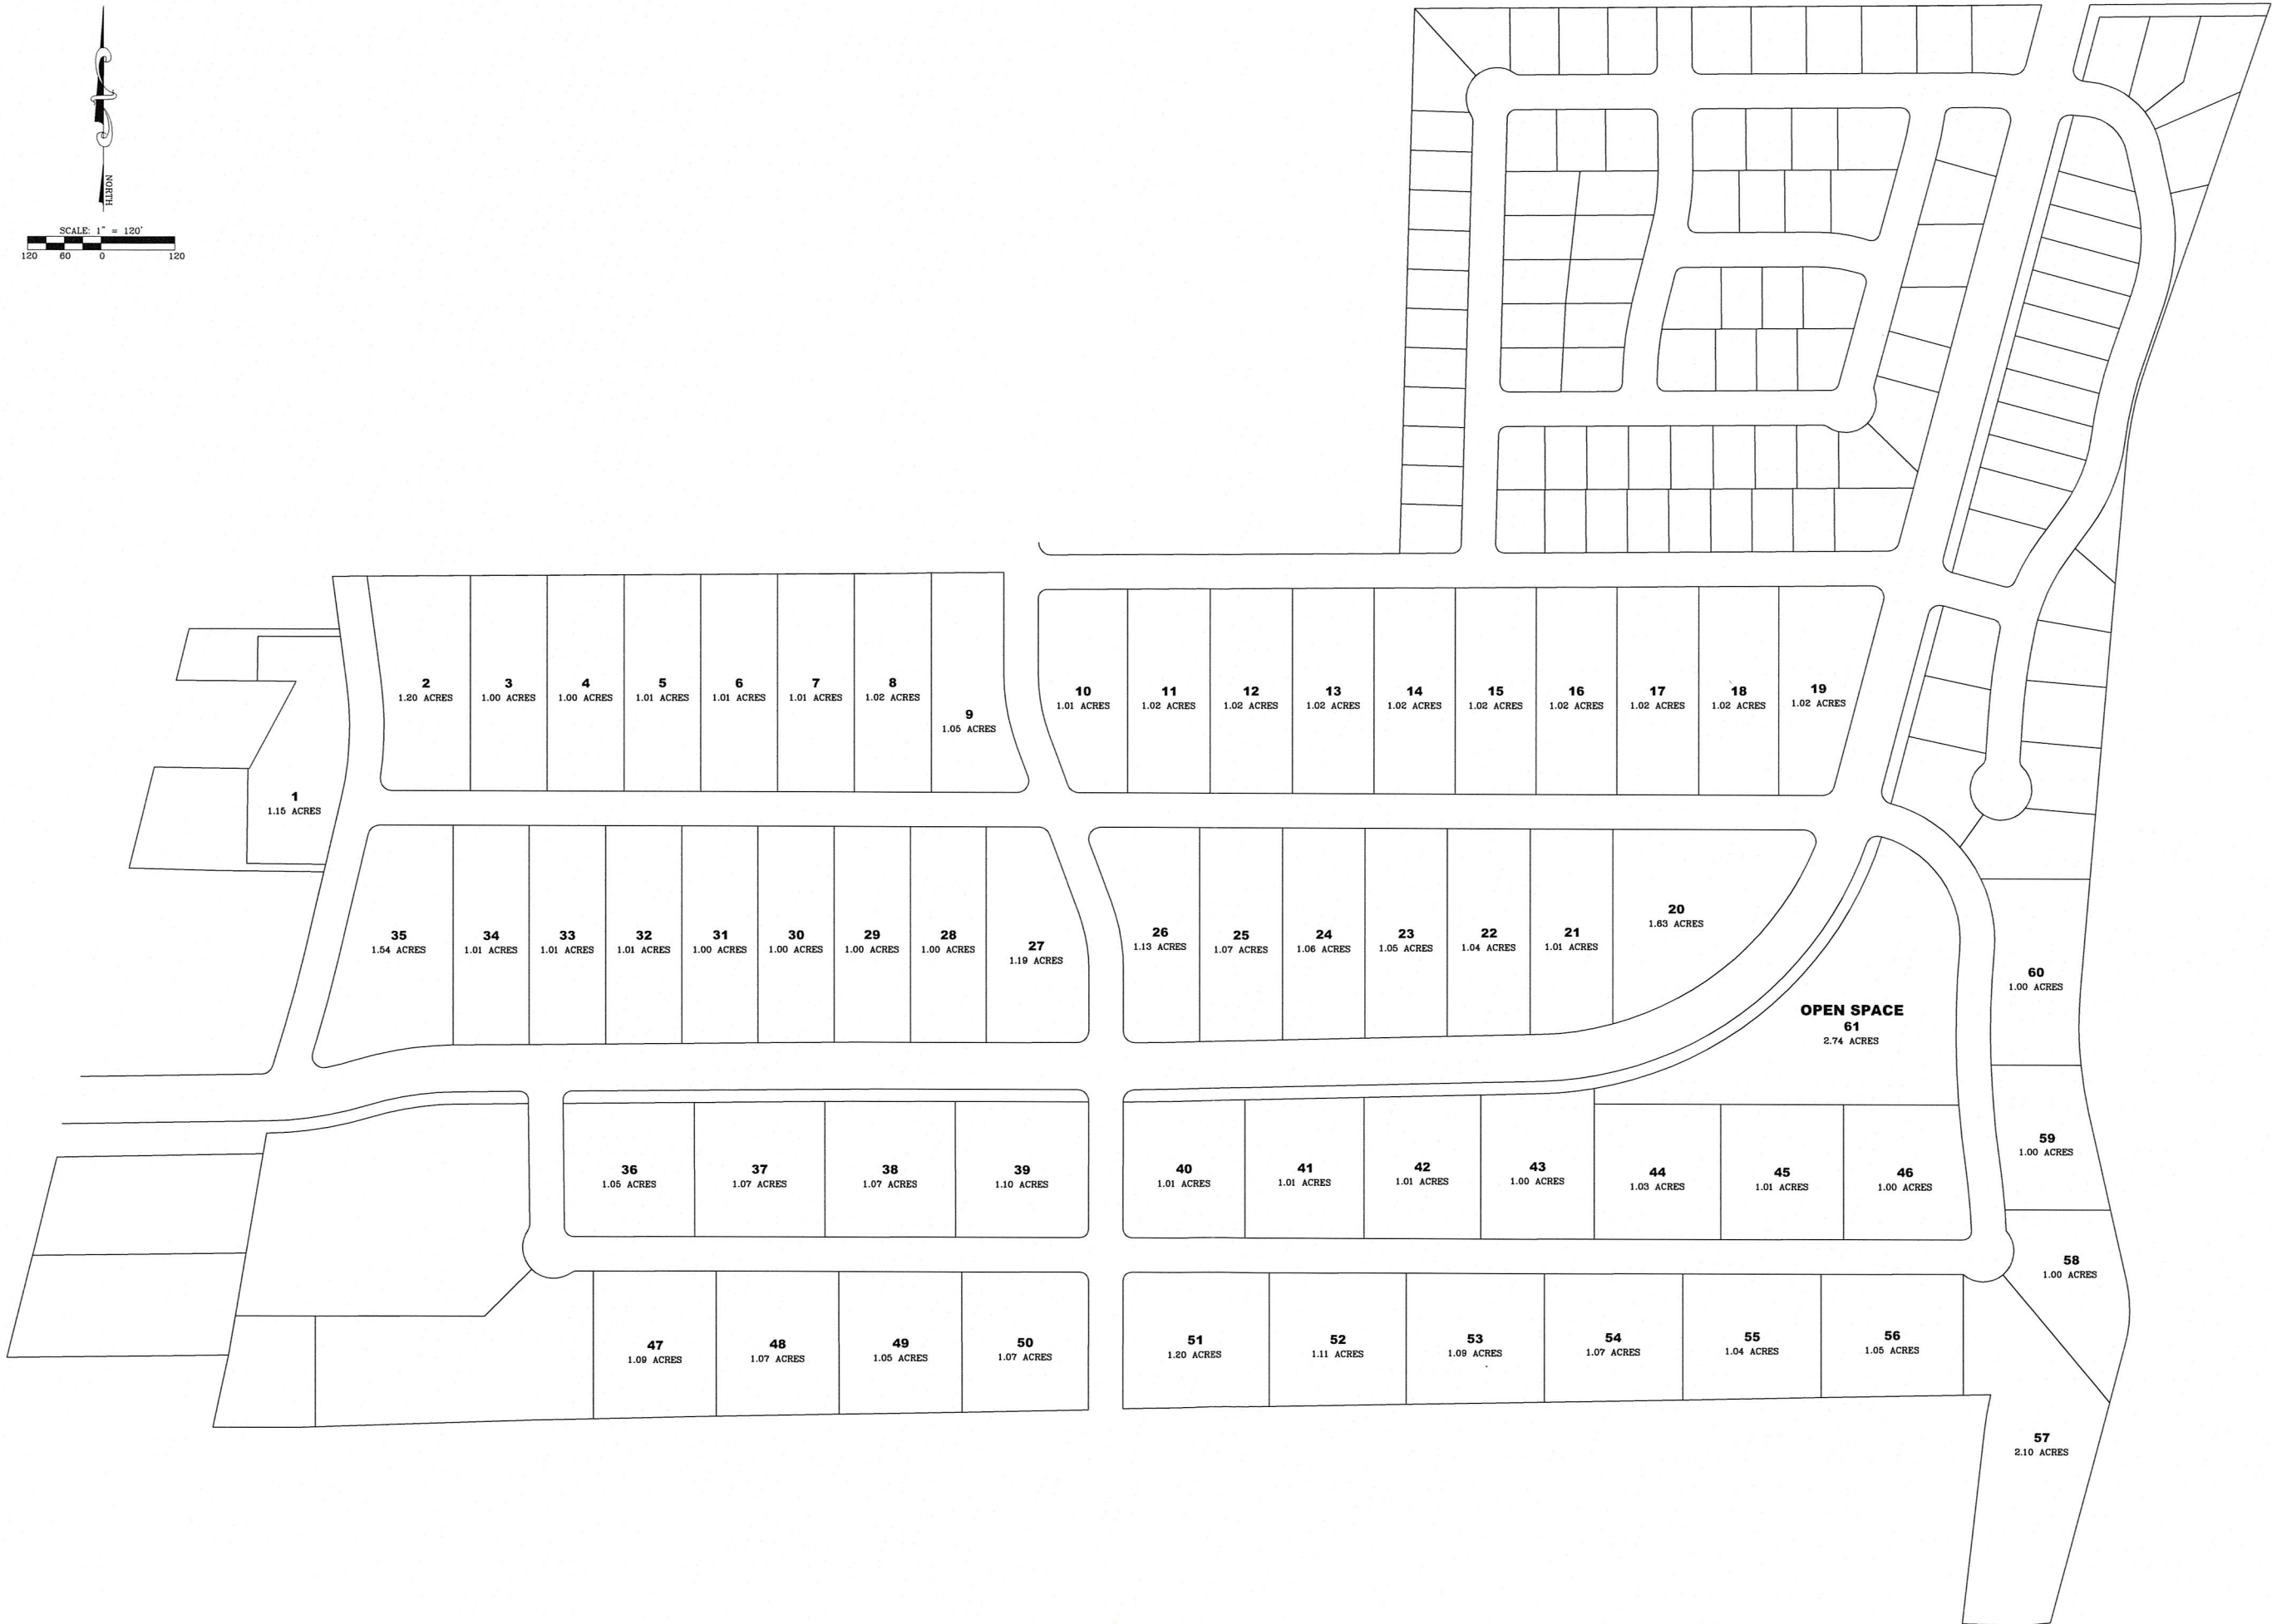 NORTH
SCALE: 1" = 120'
120 60 0 120
2
1.20 ACRES
3
1.00 ACRES
4
1.00 ACRES
5
1.01 ACRES
6
1.01 ACRES
7
1.01 ACRES
8
1.02 ACRES
9
1.05 ACRES
10
1.01 ACRES
11
1.02 ACRES
12
1.02 ACRES
13
1.02 ACRES
14
1.02 ACRES
15
1.02 ACRES
16
1.02 ACRES
17
1.02 ACRES
18
1.02 ACRES
19
1.02 ACRES
1
1.15 ACRES
35
1.54 ACRES
34
1.01 ACRES
33
1.01 ACRES
32
1.01 ACRES
31
1.00 ACRES
30
1.00 ACRES
29
1.00 ACRES
28
1.00 ACRES
27
1.19 ACRES
26
1.13 ACRES
25
1.07 ACRES
24
1.06 ACRES
23
1.05 ACRES
22
1.04 ACRES
21
1.01 ACRES
20
1.63 ACRES
60
1.00 ACRES
OPEN SPACE
61
2.74 ACRES
36
1.05 ACRES
37
1.07 ACRES
38
1.07 ACRES
39
1.10 ACRES
40
1.01 ACRES
41
1.01 ACRES
42
1.01 ACRES
43
1.00 ACRES
44
1.03 ACRES
45
1.01 ACRES
46
1.00 ACRES
59
1.00 ACRES
58
1.00 ACRES
47
1.09 ACRES
48
1.07 ACRES
49
1.05 ACRES
50
1.07 ACRES
51
1.20 ACRES
52
1.11 ACRES
53
1.09 ACRES
54
1.07 ACRES
55
1.04 ACRES
56
1.05 ACRES
57
2.10 ACRES